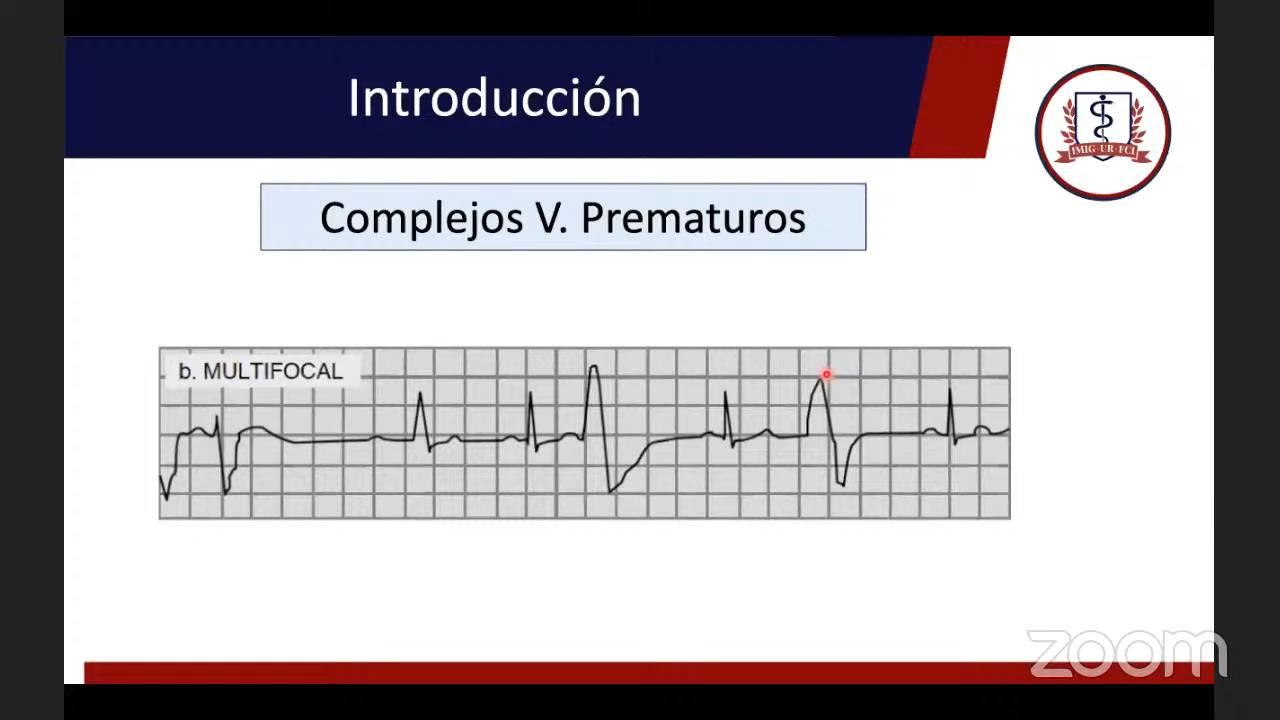 Introducción
IMIG-UR-FCI
Complejos V. Prematuros
b. MULTIFOCAL
zoom